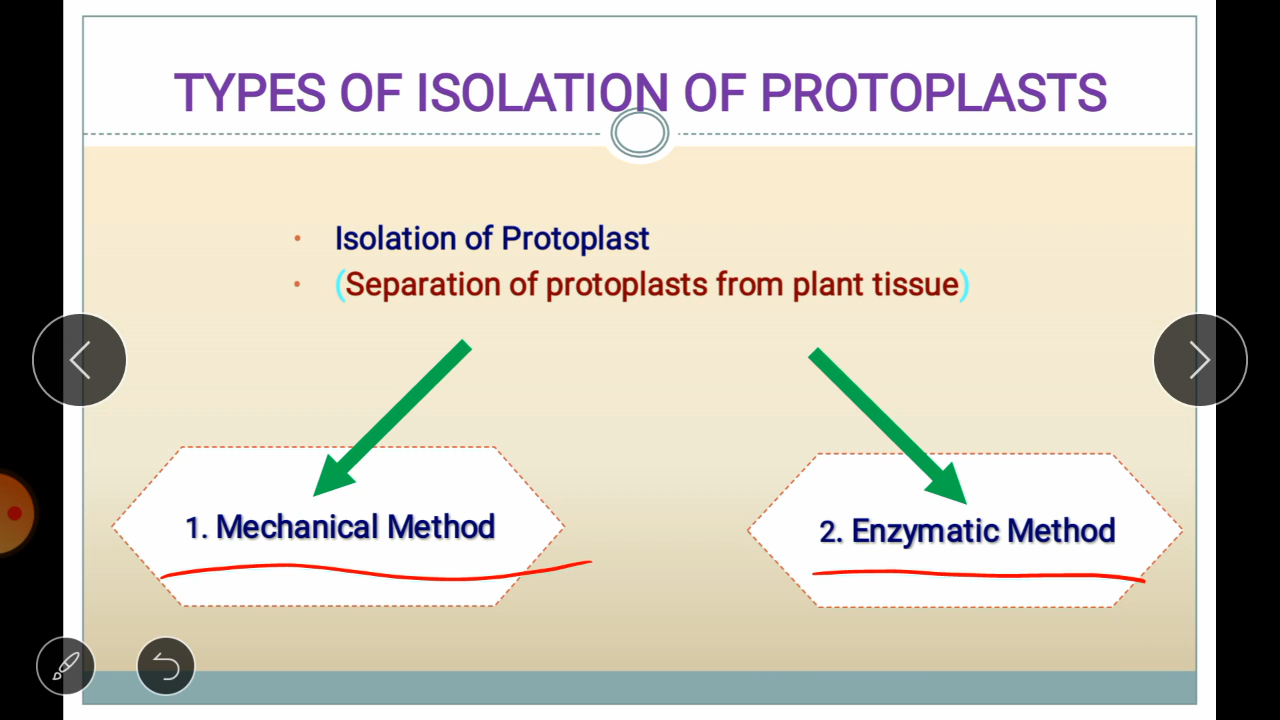 TYPES OF ISOLATION OF PROTOPLASTS
• Isolation of Protoplast
• (Separation of protoplasts from plant tissue)
1. Mechanical Method
2. Enzymatic Method